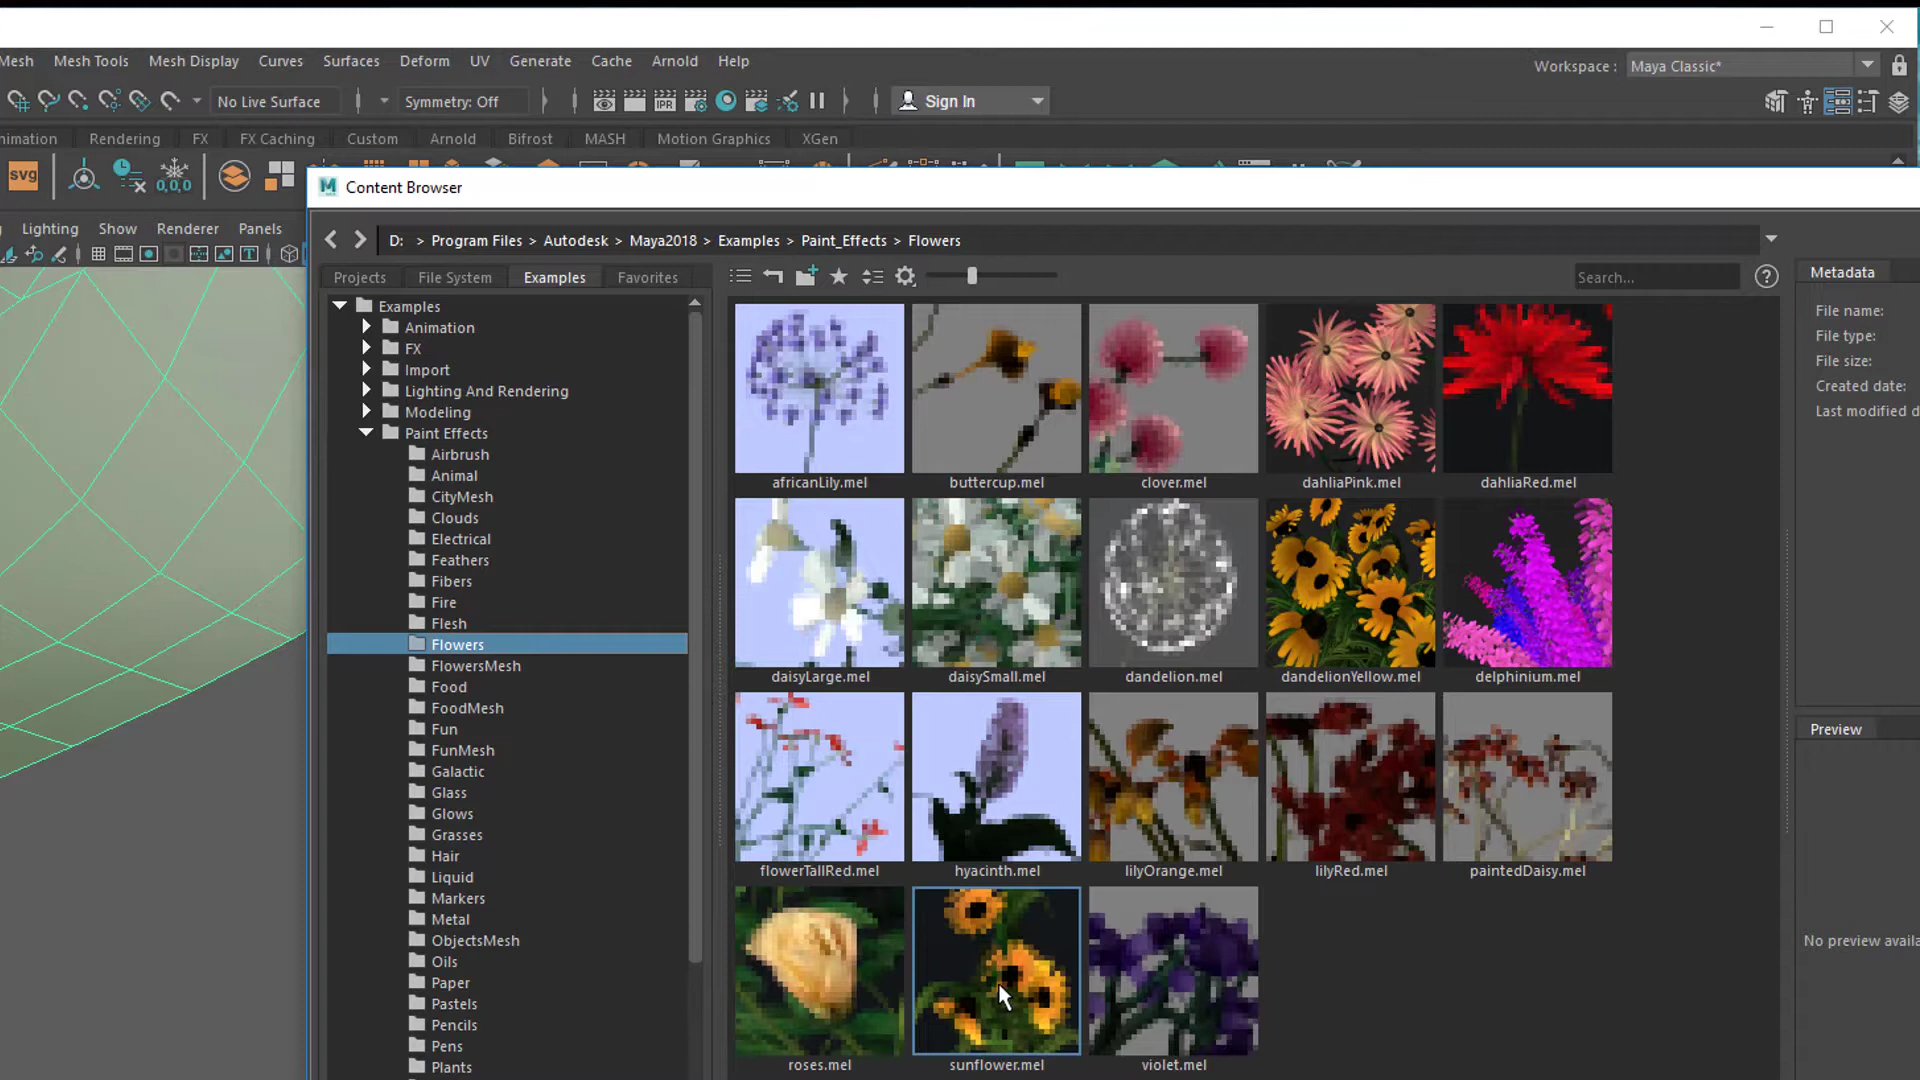 Mesh Mesh Tools Mesh Display Curves Surfaces Deform UV Generate Cache Arnold Help Workspace : Maya Classic*
No Live Surface Symmetry: Off IPR Sign In
nimation Rendering FX FX Caching Custom Arnold Bifrost MASH Motion Graphics XGen
svg 0,0,0
M Content Browser
Lighting Show Renderer Panels
D: > Program Files > Autodesk > Maya2018 > Examples > Paint_Effects > Flowers
Projects File System Examples Favorites Search... ?
Examples
Animation
FX
Import
Lighting And Rendering
Modeling
Paint Effects
Airbrush
Animal
CityMesh
Clouds
Electrical
Feathers
Fibers
Fire
Flesh
Flowers
FlowersMesh
Food
FoodMesh
Fun
FunMesh
Galactic
Glass
Glows
Grasses
Hair
Liquid
Markers
Metal
ObjectsMesh
Oils
Paper
Pastels
Pencils
Pens
Plants
africanLily.mel buttercup.mel clover.mel dahliaPink.mel dahliaRed.mel
daisyLarge.mel daisySmall.mel dandelion.mel dandelionYellow.mel delphinium.mel
flowerTallRed.mel hyacinth.mel lilyOrange.mel lilyRed.mel paintedDaisy.mel
roses.mel sunflower.mel violet.mel
Metadata
File name:
File type:
File size:
Created date:
Last modified d
Preview
No preview availa